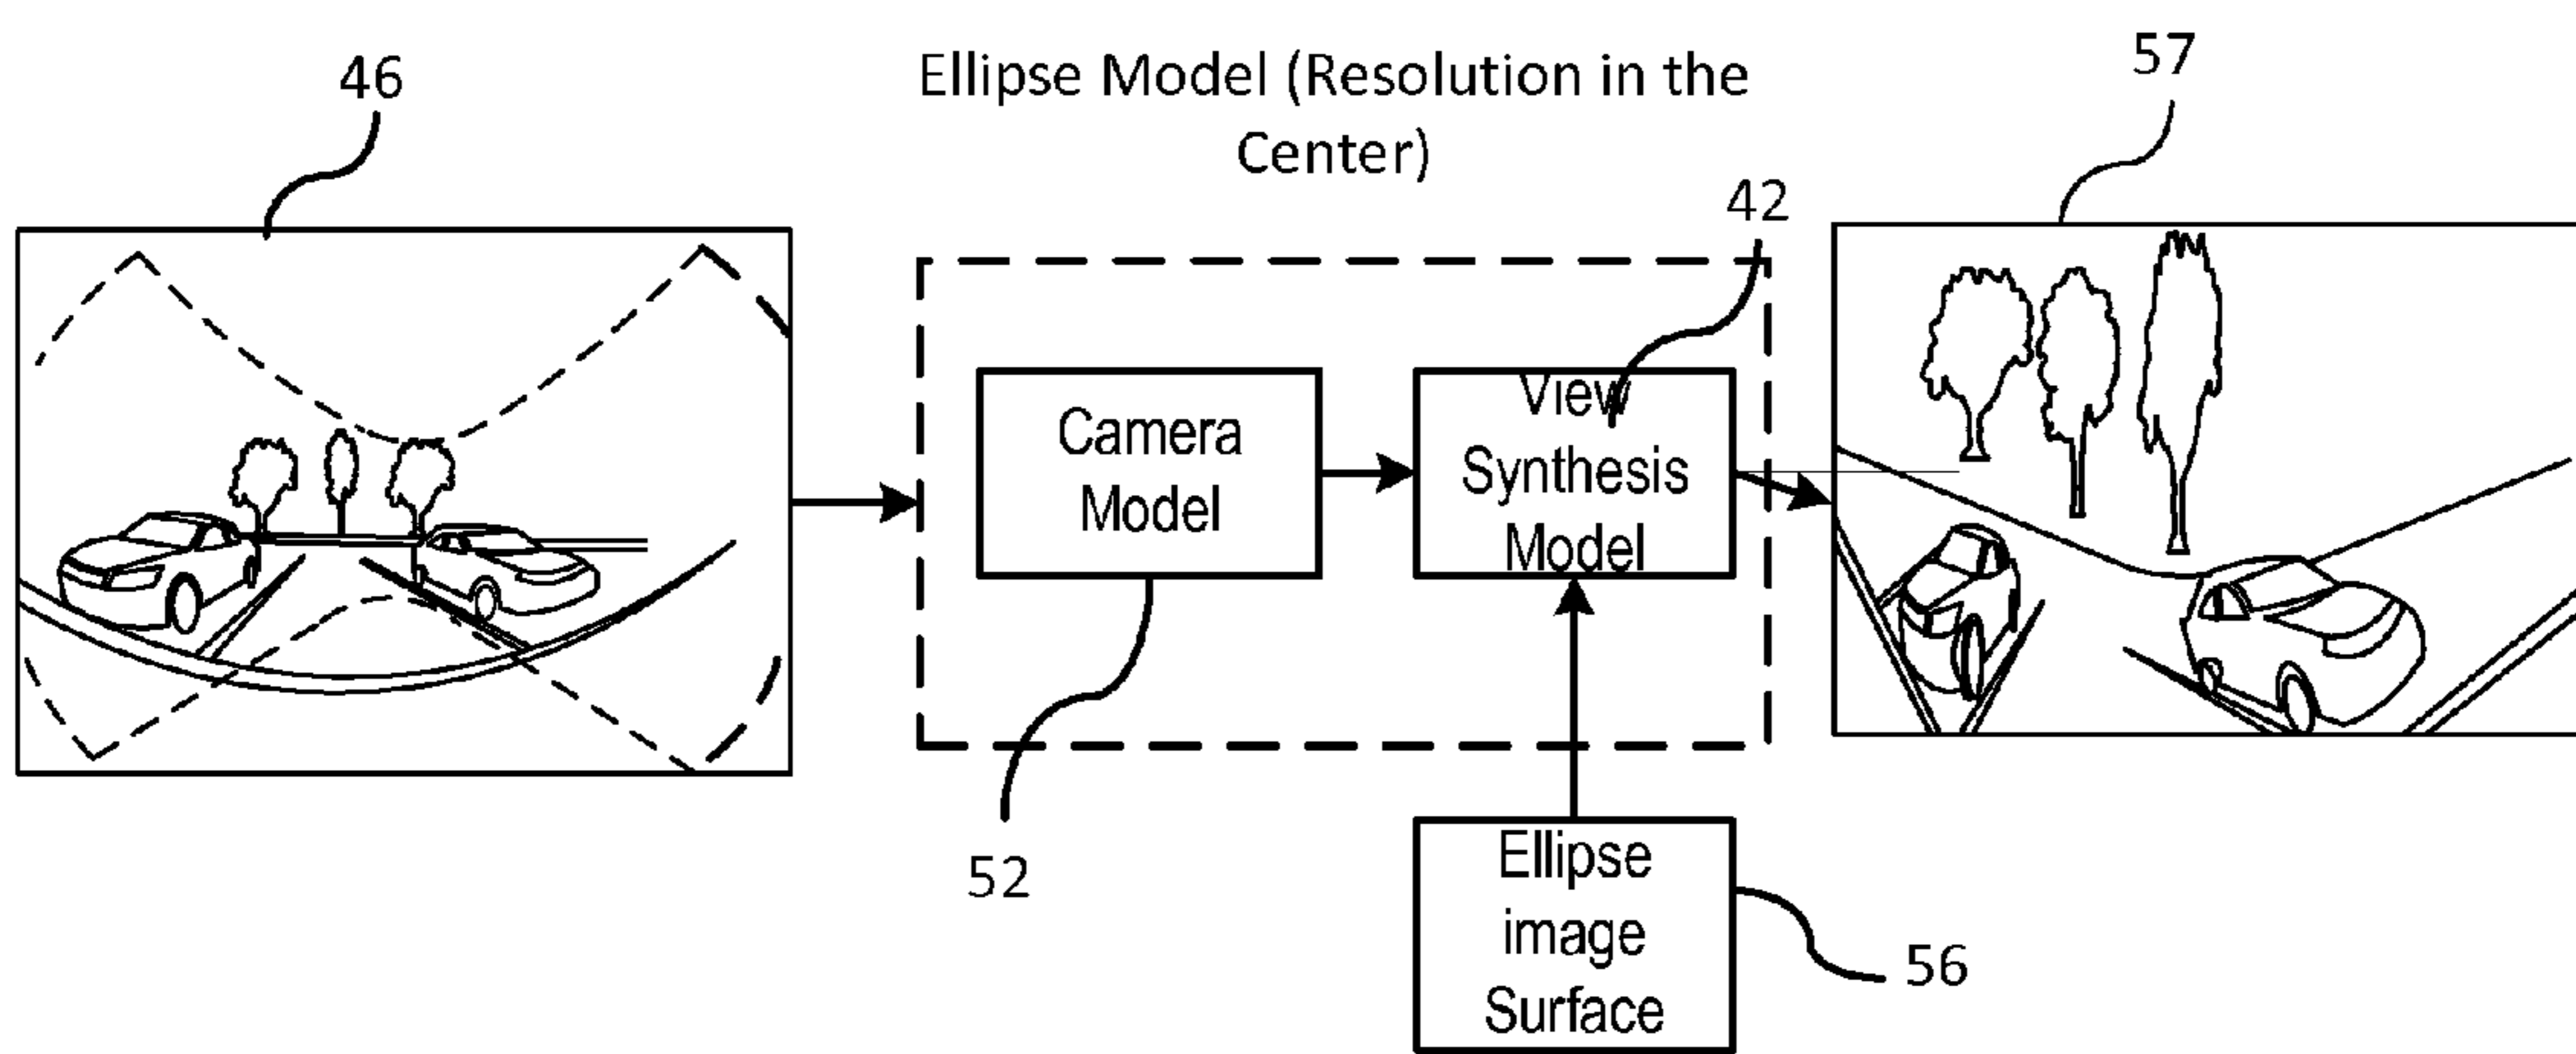 46
Ellipse Model (Resolution in the
Center)
57
42
Camera
Model
View
Synthesis
Model
52
Ellipse
image
Surface
56